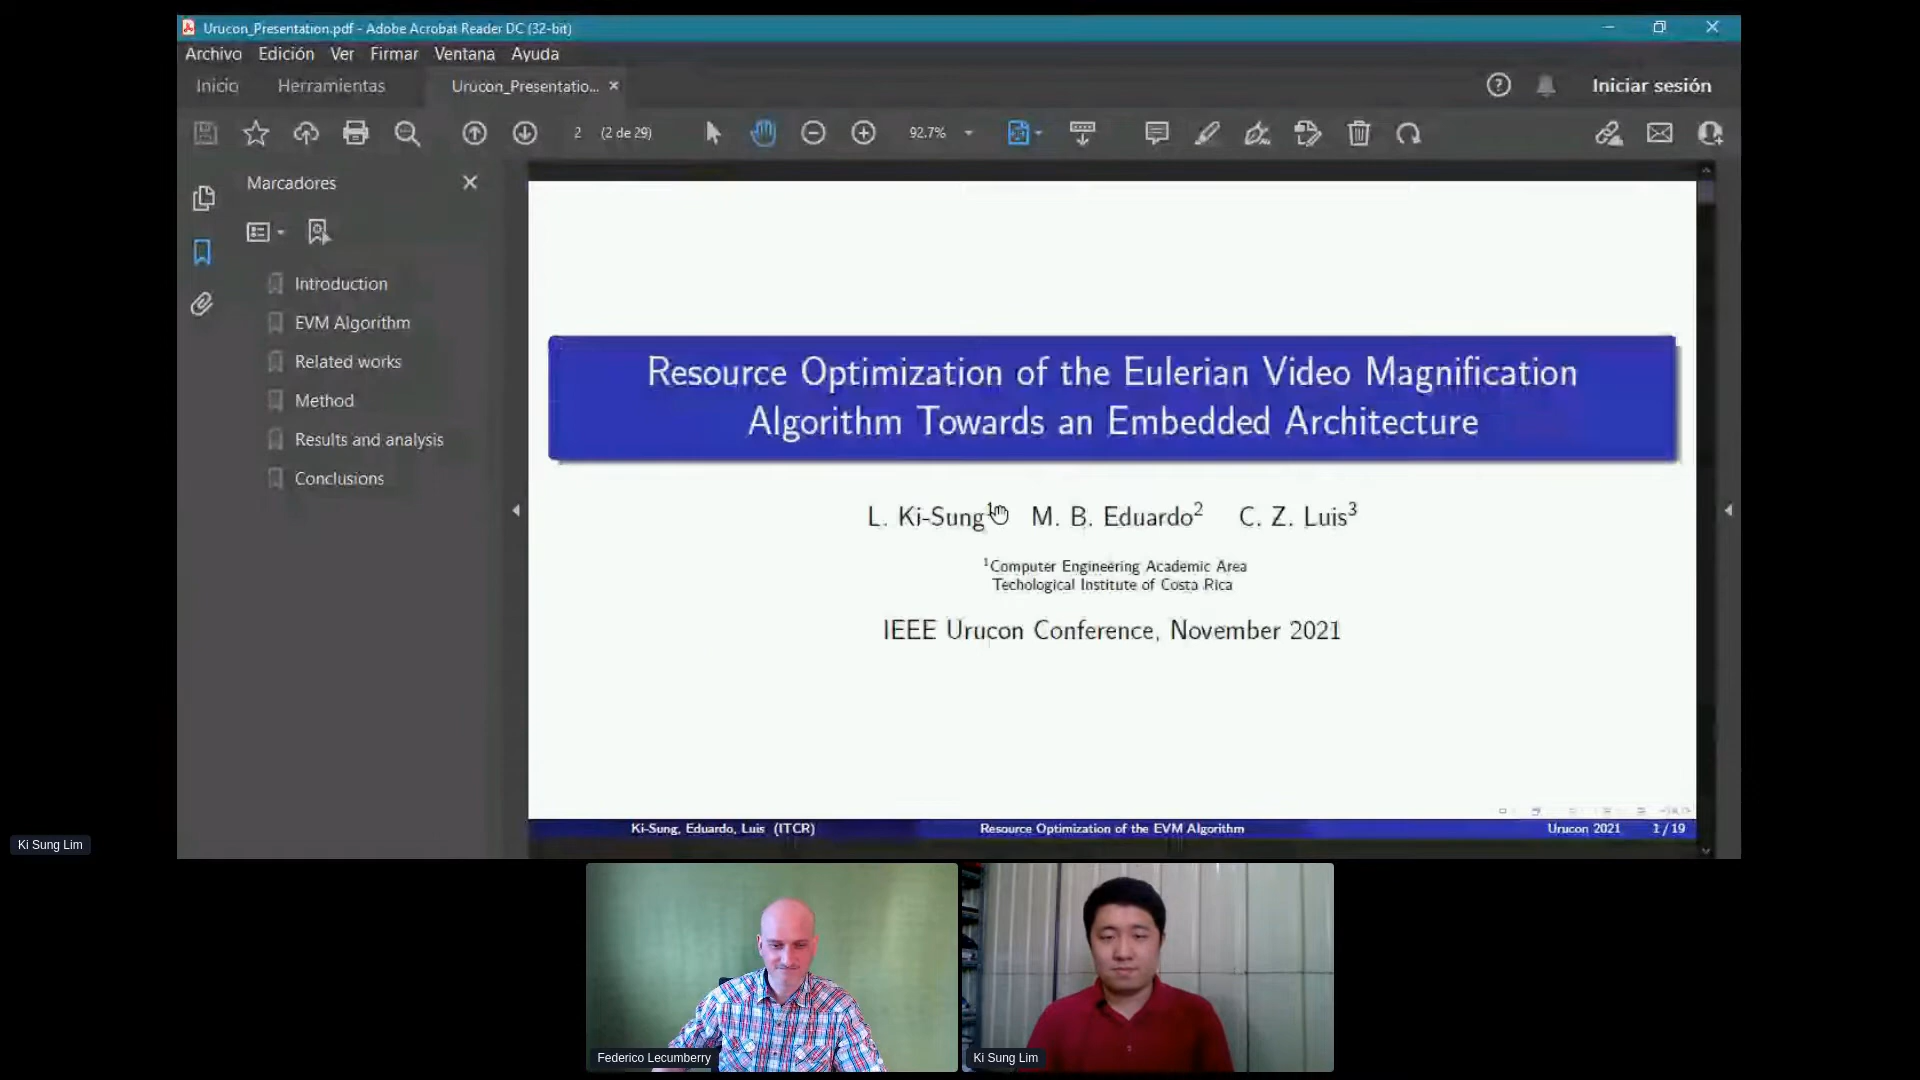 Urucon_Presentation.pdf - Adobe Acrobat Reader DC (32-bit)
Archivo Edición Ver Firmar Ventana Ayuda
Inicio Herramientas Urucon_Presentatio... Iniciar sesión
2 (2 de 29) 92.7%
Marcadores
Introduction
EVM Algorithm
Related works
Method
Results and analysis
Conclusions
Resource Optimization of the Eulerian Video Magnification
Algorithm Towards an Embedded Architecture
L. Ki-Sung1 M. B. Eduardo2 C. Z. Luis3
1Computer Engineering Academic Area
Techological Institute of Costa Rica
IEEE Urucon Conference, November 2021
Ki-Sung, Eduardo, Luis (ITCR) Resource Optimization of the EVM Algorithm Urucon 2021 1 / 19
Ki Sung Lim
Federico Lecumberry
Ki Sung Lim